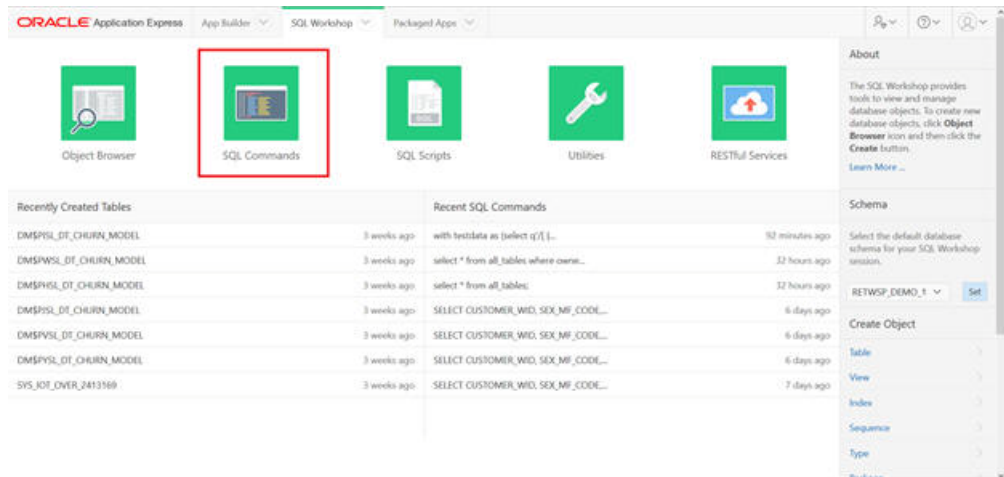 ORACLE Application Express App Builder SQL Workshop Packaged Apps
Object Browser
SQL Commands
SQL
SQL Scripts
Utilities
RESTful Services
Recently Created Tables
DM$PISL_DT_CHURN_MODEL 3 weeks ago
DM$PWSL_DT_CHURN_MODEL 3 weeks ago
DM$PHSL_DT_CHURN_MODEL 3 weeks ago
DM$PJSL_DT_CHURN_MODEL 3 weeks ago
DM$PVSL_DT_CHURN_MODEL 3 weeks ago
DM$PYSL_DT_CHURN_MODEL 3 weeks ago
SYS_IOT_OVER_2413169 3 weeks ago
Recent SQL Commands
with testdata as (select q'/[ {... 92 minutes ago
select * from all_tables where owne... 32 hours ago
select * from all_tables; 32 hours ago
SELECT CUSTOMER_WID, SEX_MF_CODE,... 6 days ago
SELECT CUSTOMER_WID, SEX_MF_CODE,... 6 days ago
SELECT CUSTOMER_WID, SEX_MF_CODE,... 6 days ago
SELECT CUSTOMER_WID, SEX_MF_CODE,... 7 days ago
About
The SQL Workshop provides
tools to view and manage
database objects. To create new
database objects, click Object
Browser icon and then click the
Create button.
Learn More ...
Schema
Select the default database
schema for your SQL Workshop
session.
RETWSP_DEMO_1 Set
Create Object
Table
View
Index
Sequence
Type